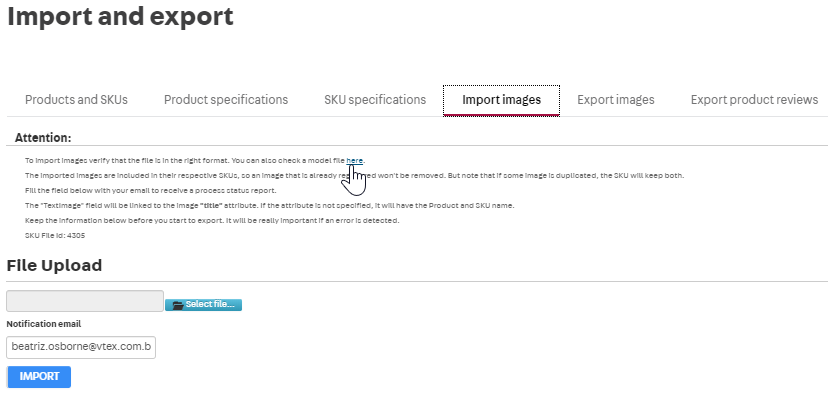 Import and export
Products and SKUs
Product specifications
SKU specifications
Import images
Export images
Export product reviews
Attention:
To import images verify that the file is in the right format. You can also check a model file here.
The imported images are included in their respective SKUs, so an image that is already won't be removed. But note that if some image is duplicated, the SKU will keep both.
Fill the field below with your email to receive a process status report.
The "TextImage" field will be linked to the image "title" attribute. If the attribute is not specified, it will have the Product and SKU name.
Keep the information below before you start to export. It will be really important if an error is detected.
SKU File Id: 4305
File Upload
Select file...
Notification email
beatriz.osborne@vtex.com.b
IMPORT